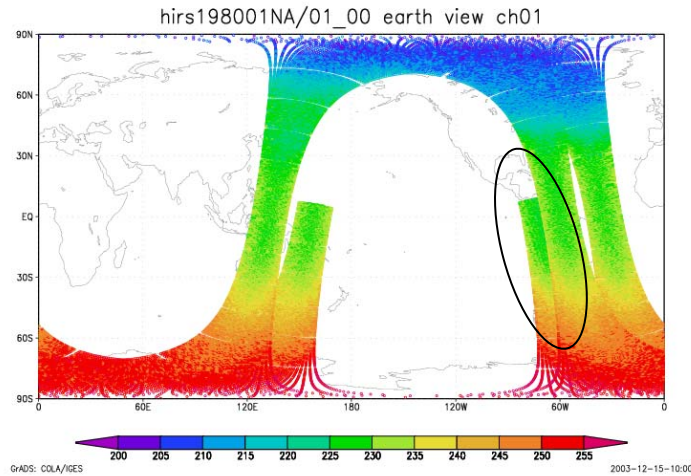 hirs198001NA/01_00 earth view ch01
90N
60N
30N
EQ
30S
60S
90S
0 60E 120E 180 120W 60W 0
200 205 210 215 220 225 230 235 240 245 250 255
GrADS: COLA/IGES 2003-12-15-10:00